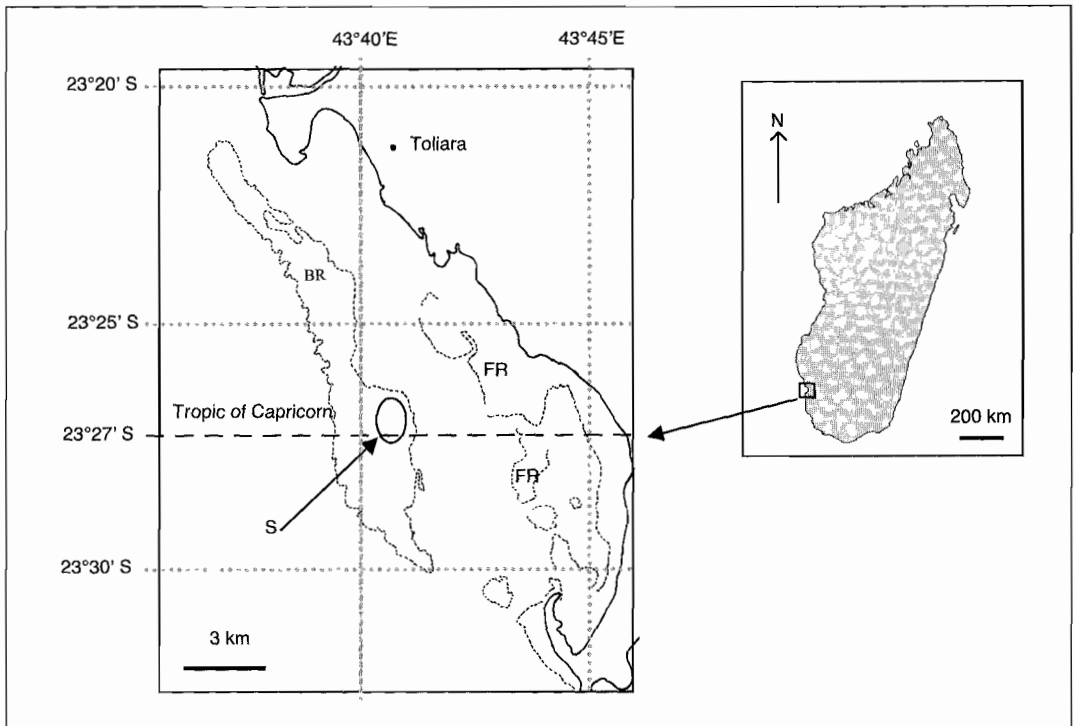 43°40'E 43°45'E
23°20' S
N
Toliara
BR
23°25' S
FR
Tropic of Capricorn
200 km
23°27' S
FR
S
23°30' S
3 km